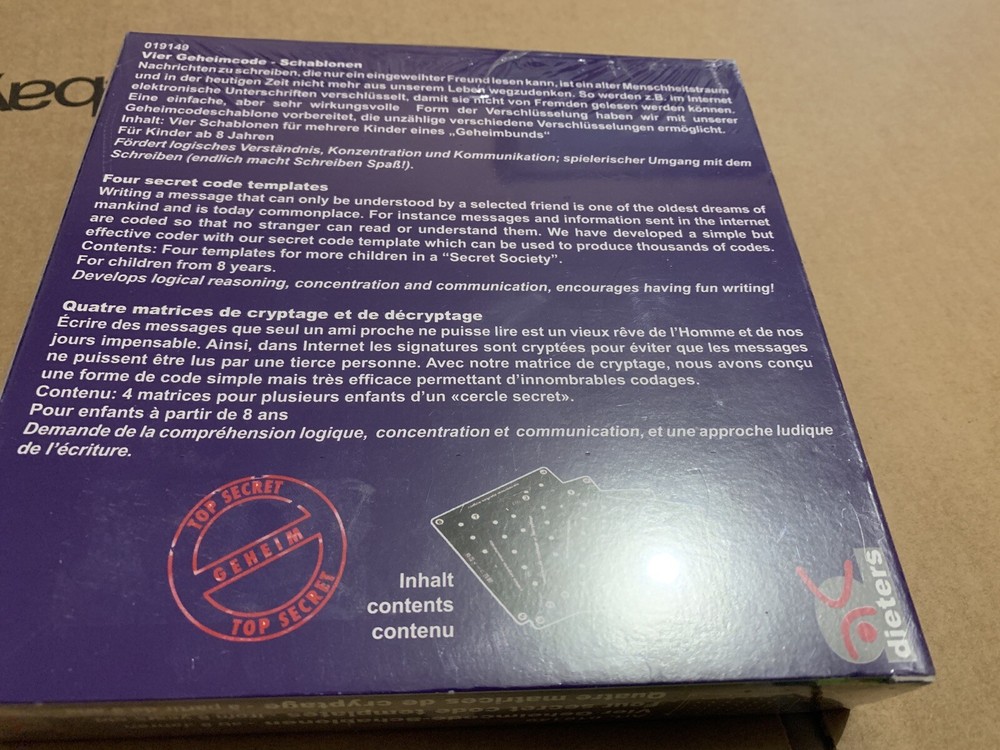 bay
019149
Vier Geheimcode - Schablonen
Nachrichten zu schreiben, die nur ein eingeweihter Freund lesen kann, ist ein alter Menschheitstraum
und in der heutigen Zeit nicht mehr aus unserem Leben wegzudenken. So werden z.B. im Internet
elektronische Unterschriften verschlüsselt, damit sie nicht von Fremden gelesen werden können.
Eine einfache, aber sehr wirkungsvolle Form der Verschlüsselung haben wir mit unserer
Geheimcodeschablone vorbereitet, die unzählige verschiedene Verschlüsselungen ermöglicht.
Inhalt: Vier Schablonen für mehrere Kinder eines „Geheimbunds"
Für Kinder ab 8 Jahren
Fördert logisches Verständnis, Konzentration und Kommunikation; spielerischer Umgang mit dem
Schreiben (endlich macht Schreiben Spaß!).
Four secret code templates
Writing a message that can only be understood by a selected friend is one of the oldest dreams of
mankind and is today commonplace. For instance messages and information sent in the internet
are coded so that no stranger can read or understand them. We have developed a simple but
effective coder with our secret code template which can be used to produce thousands of codes.
Contents: Four templates for more children in a "Secret Society".
For children from 8 years.
Develops logical reasoning, concentration and communication, encourages having fun writing!
Quatre matrices de cryptage et de décryptage
Écrire des messages que seul un ami proche ne puisse lire est un vieux rêve de l'Homme et de nos
jours impensable. Ainsi, dans Internet les signatures sont cryptées pour éviter que les messages
ne puissent être lus par une tierce personne. Avec notre matrice de cryptage, nous avons conçu
une forme de code simple mais très efficace permettant d'innombrables codages.
Contenu: 4 matrices pour plusieurs enfants d'un «cercle secret».
Pour enfants à partir de 8 ans
Demande de la compréhension logique, concentration et communication, et une approche ludique
de l'écriture.
TOP SECRET
GEHEIM
TOP SECRET
Inhalt
contents
contenu
dieters